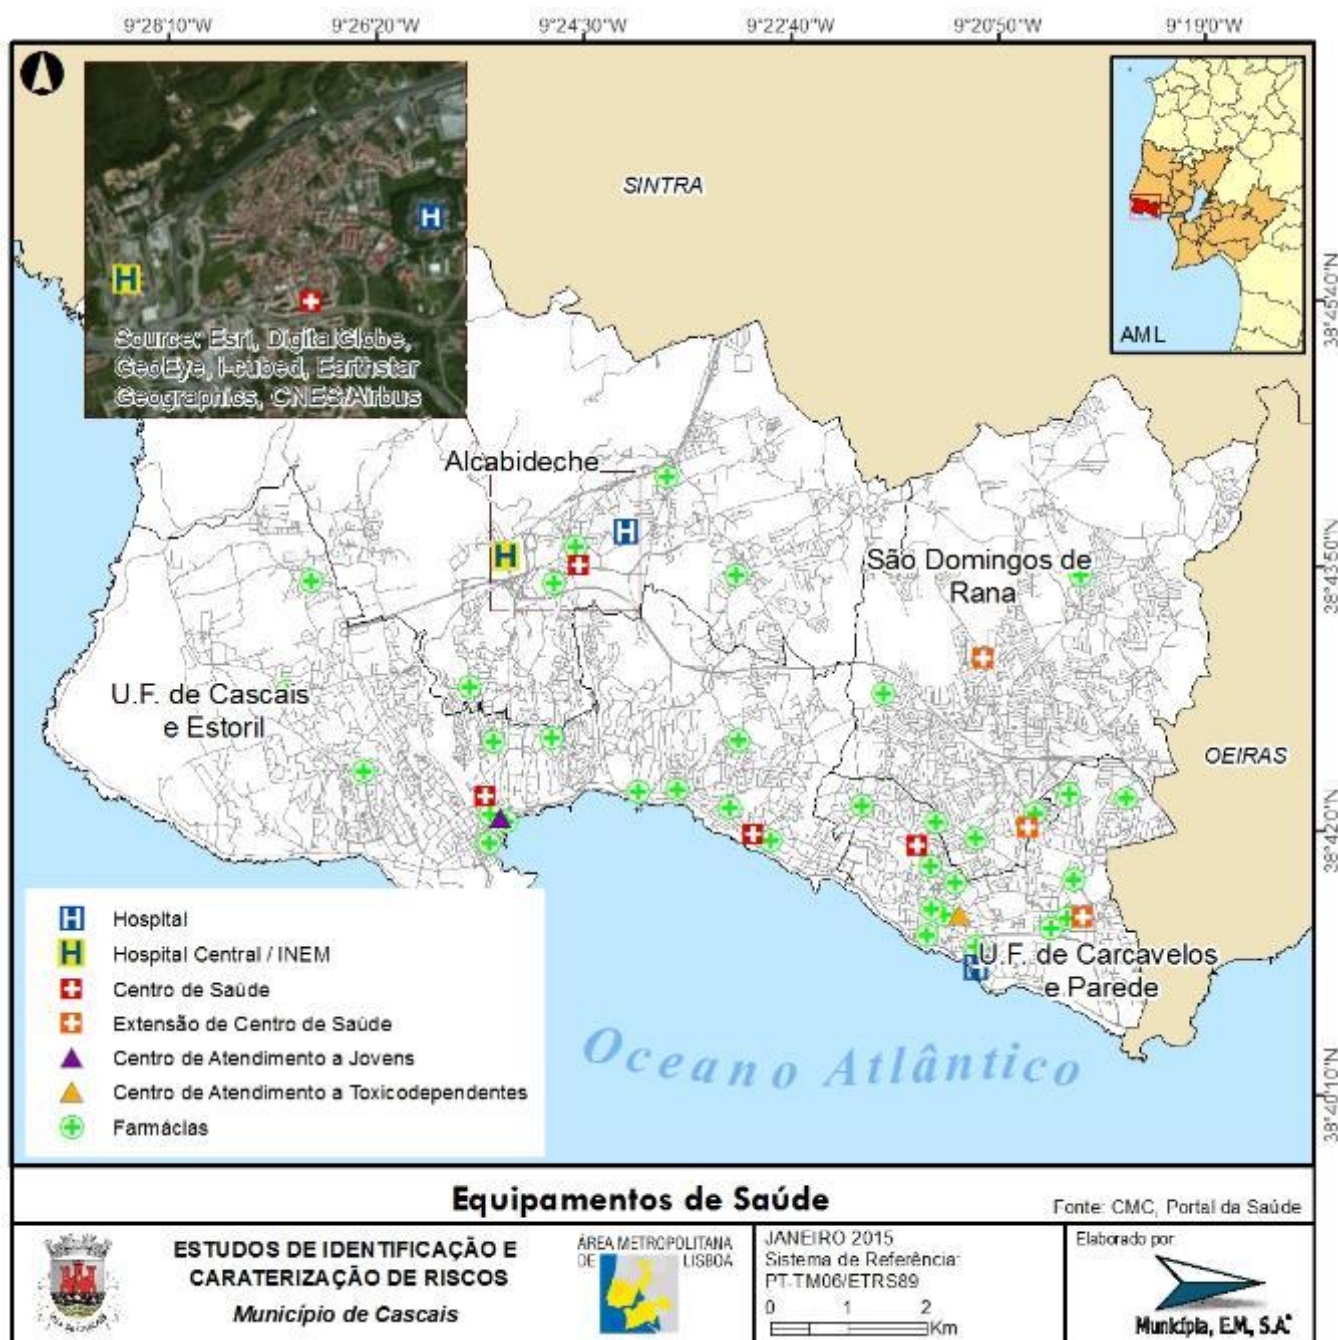 9°28'10"W 9°26'20"W 9°24'30"W 9°22'40"W 9°20'50"W 9°19'0"W
SINTRA
H
H
Source: Esri, DigitalGlobe,
GeoEye, i-cubed, Earthstar
Geographics, CNES/Airbus
AML
38°45'40"N
Alcabideche
H
H
São Domingos de
Rana
38°43'50"N
U.F. de Cascais
e Estoril
OEIRAS
38°42'0"N
U.F. de Carcavelos
e Parede
H
Oceano Atlântico
38°40'10"N
H Hospital
H Hospital Central / INEM
Centro de Saúde
Extensão de Centro de Saúde
Centro de Atendimento a Jovens
Centro de Atendimento a Toxicodependentes
Farmácias
Equipamentos de Saúde
Fonte: CMC, Portal da Saúde
ESTUDOS DE IDENTIFICAÇÃO E
CARATERIZAÇÃO DE RISCOS
Município de Cascais
ÁREA METROPOLITANA
DE LISBOA
JANEIRO 2015
Sistema de Referência:
PT-TM06/ETRS89
0 1 2
Km
Elaborado por:
Municípia, E.M., S.A.